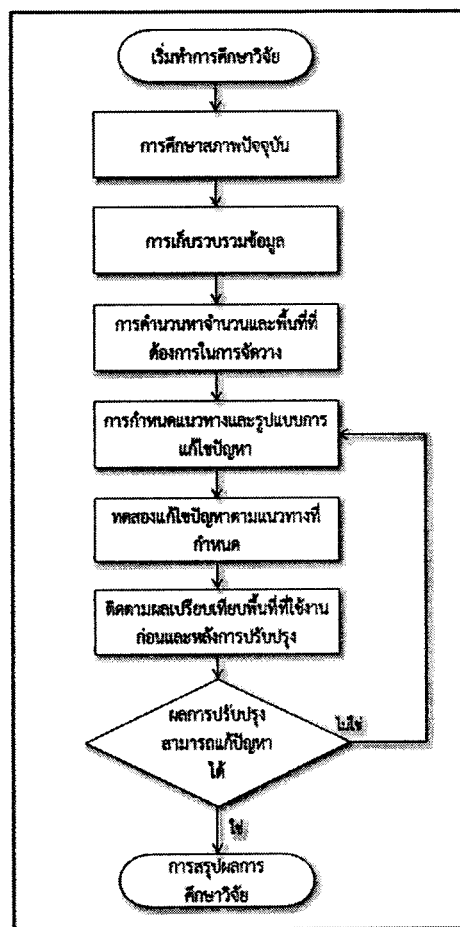 เริ่มทำการศึกษาวิจัย
การศึกษาสภาพปัจจุบัน
การเก็บรวบรวมข้อมูล
การคำนวนหาจำนวนและพื้นที่ที่
ต้องการในการจัดวาง
การกำหนดแนวทางและรูปแบบการ
แก้ไขปัญหา
ทดสองแก้ไขปัญหาตามแนวทางที่
กำหนด
ติดตามผลเปรียบเทียบพื้นที่ที่ใช้งาน
ก่อนและหลังการปรับปรุง
ผลการปรับปรุง
สามารถแก้ปัญหา
ได้
ไม่ใช่
ใช่
การสรุปผลการ
ศึกษาวิจัย